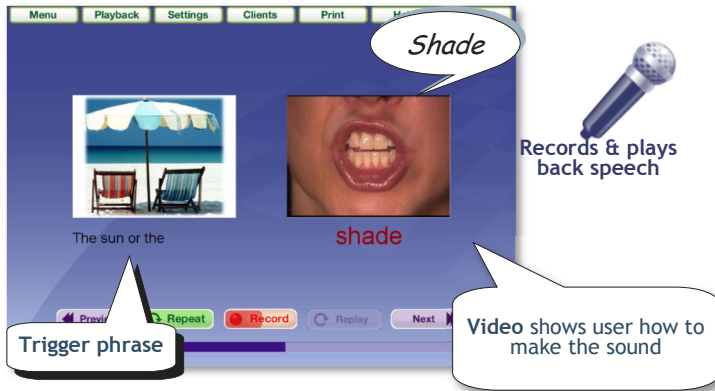 Menu Playback Settings Clients Print
Shade
Records & plays
back speech
The sun or the
shade
Repeat Record Replay Next
Trigger phrase
Video shows user how to
make the sound